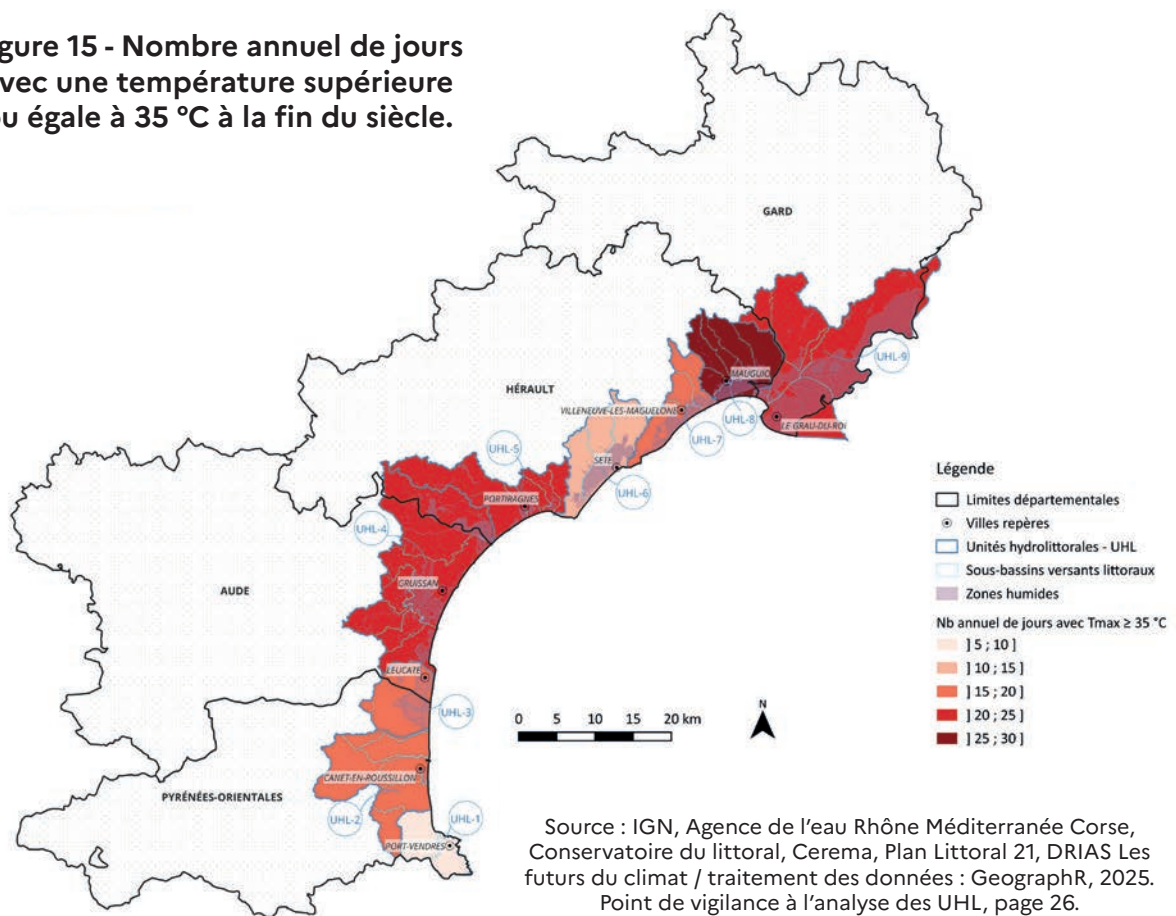 igure 15 - Nombre annuel de jours
vec une température supérieure
ou égale à 35 °C à la fin du siècle.
GARD
UHL-9
MAUGUIO
HÉRAULT
VILLENEUVE-LES-MAGUELONE
UHL-8
LE GRAU-DU-ROI
UHL-7
UHL-5
SETE
UHL-6
PORTIRAGNES
UHL-4
GRUISSAN
AUDE
LEUCATE
UHL-3
CANET-EN-ROUSSILLON
PYRÉNÉES-ORIENTALES
UHL-2
UHL-1
PORT-VENDRES
0 5 10 15 20 km
N
Légende
Limites départementales
Villes repères
Unités hydrolittorales - UHL
Sous-bassins versants littoraux
Zones humides
Nb annuel de jours avec Tmax ≥ 35 °C
] 5 ; 10 ]
] 10 ; 15 ]
] 15 ; 20 ]
] 20 ; 25 ]
] 25 ; 30 ]
Source : IGN, Agence de l'eau Rhône Méditerranée Corse,
Conservatoire du littoral, Cerema, Plan Littoral 21, DRIAS Les
futurs du climat / traitement des données : GeographR, 2025.
Point de vigilance à l'analyse des UHL, page 26.